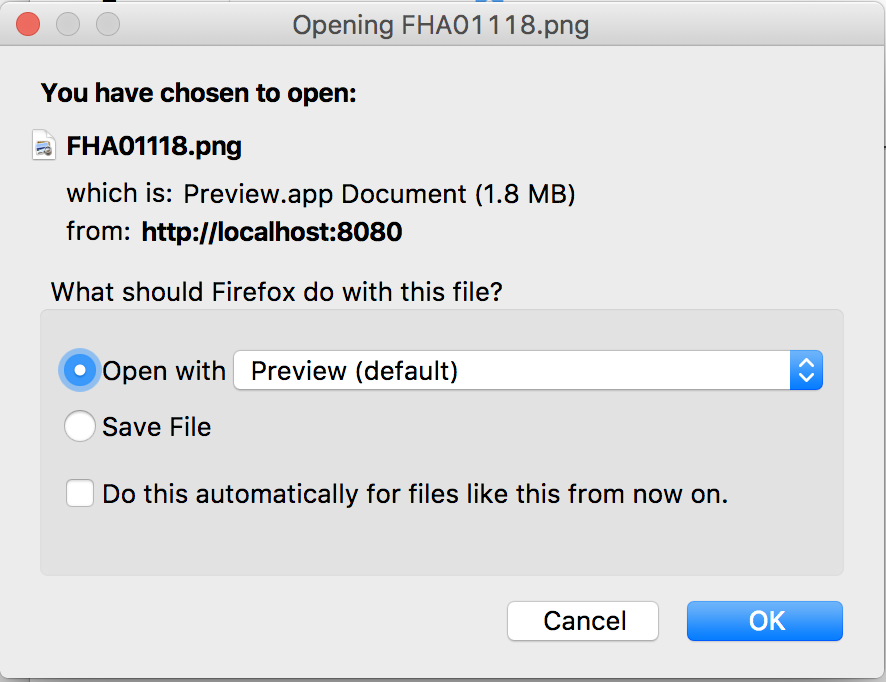 Opening FHA01118.png
You have chosen to open:
FHA01118.png
which is: Preview.app Document (1.8 MB)
from: http://localhost:8080
What should Firefox do with this file?
Open with Preview (default)
Save File
Do this automatically for files like this from now on.
Cancel OK